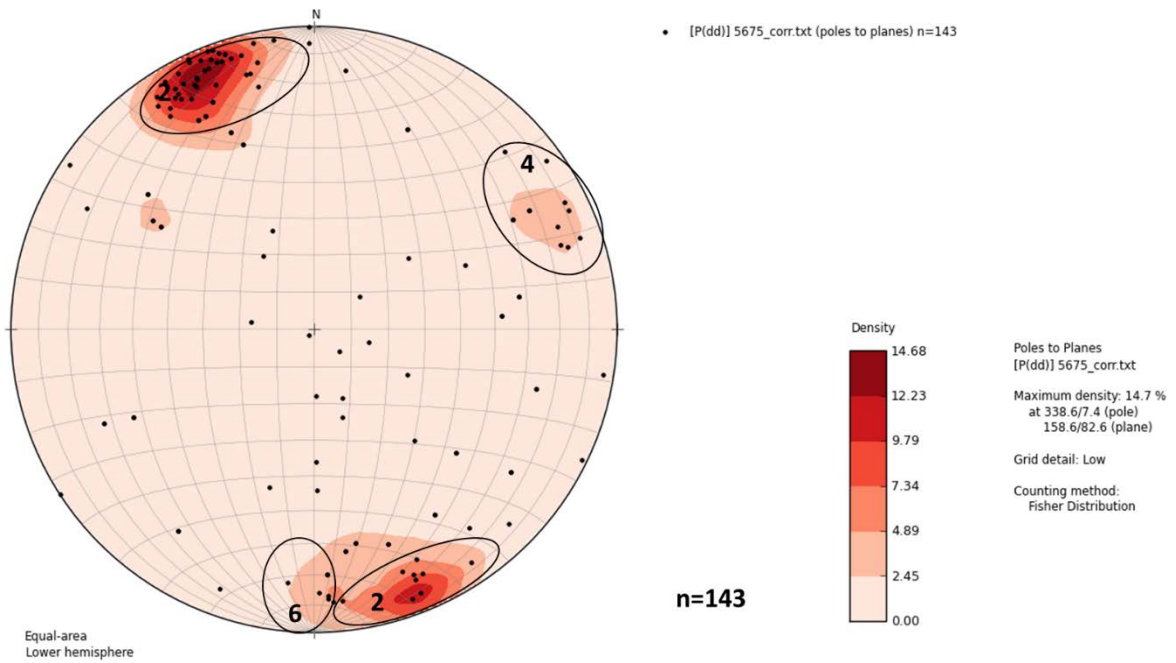 N
[P(dd)] 5675_corr.txt (poles to planes) n=143
2
4
6
2
n=143
Density
14.68
12.23
9.79
7.34
4.89
2.45
0.00
Poles to Planes
[P(dd)] 5675_corr.txt
Maximum density: 14.7 %
at 338.6/7.4 (pole)
158.6/82.6 (plane)
Grid detail: Low
Counting method:
Fisher Distribution
Equal-area
Lower hemisphere